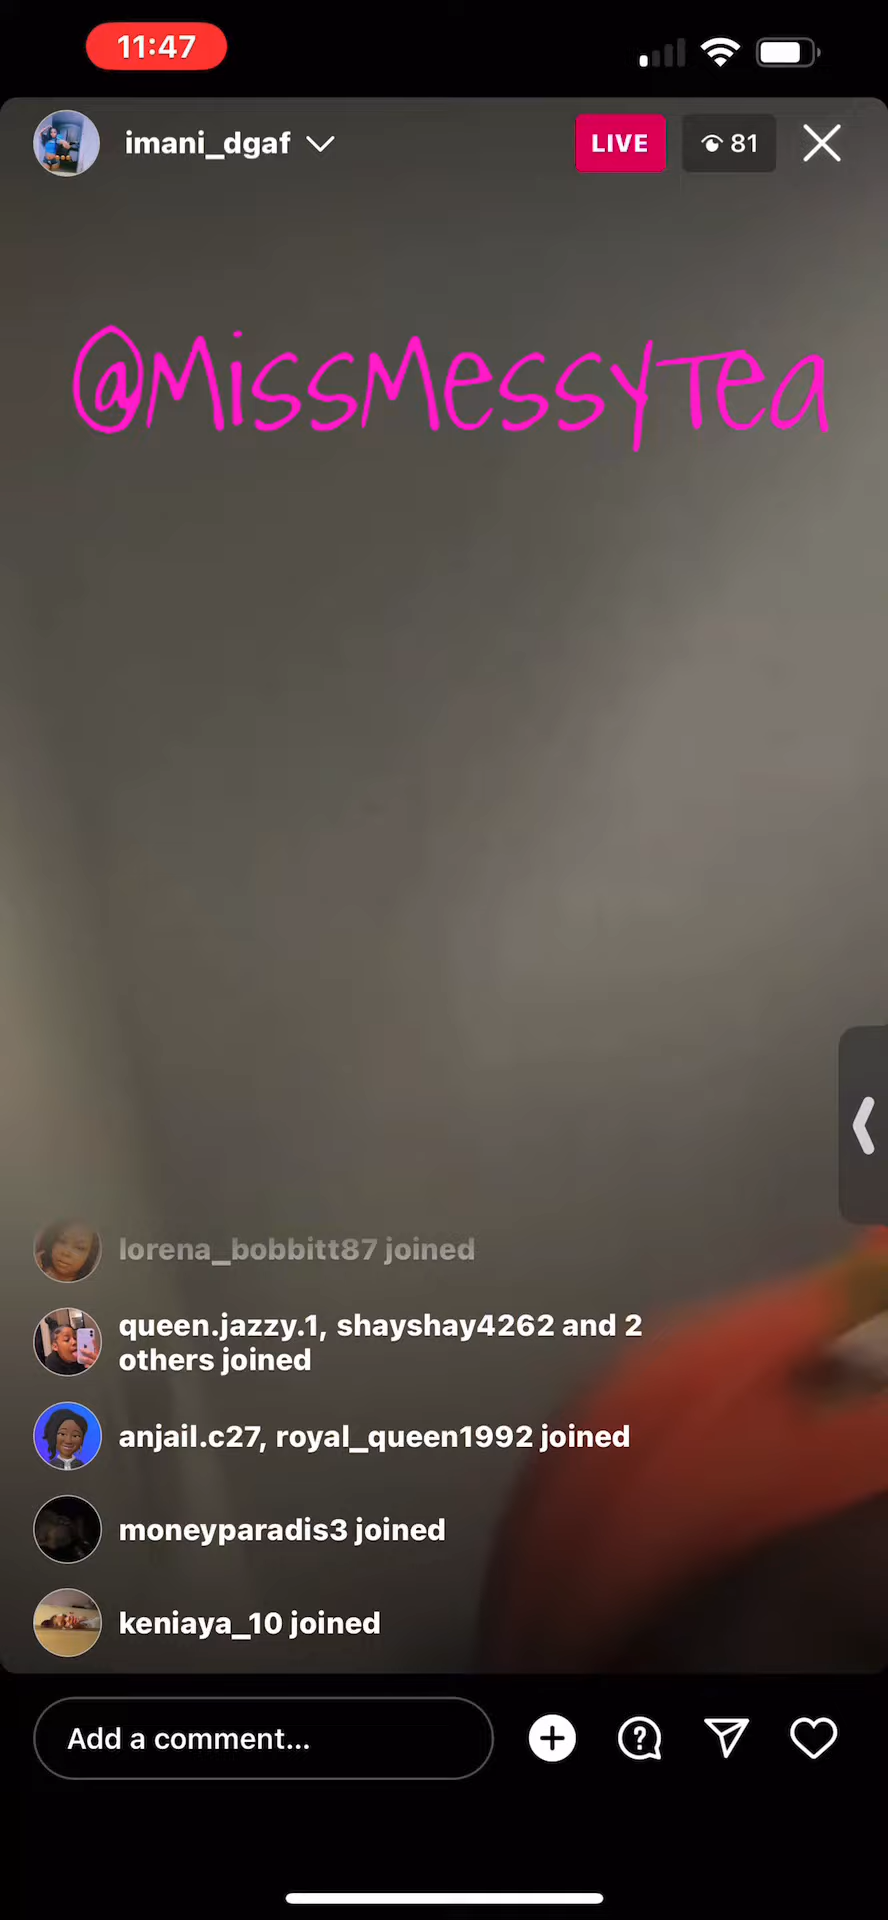 11:47
imani_dgaf
LIVE
81
@MissMessyTea
lorena_bobbitt87 joined
queen.jazzy.1, shayshay4262 and 2
others joined
anjail.c27, royal_queen1992 joined
moneyparadis3 joined
keniaya_10 joined
Add a comment...